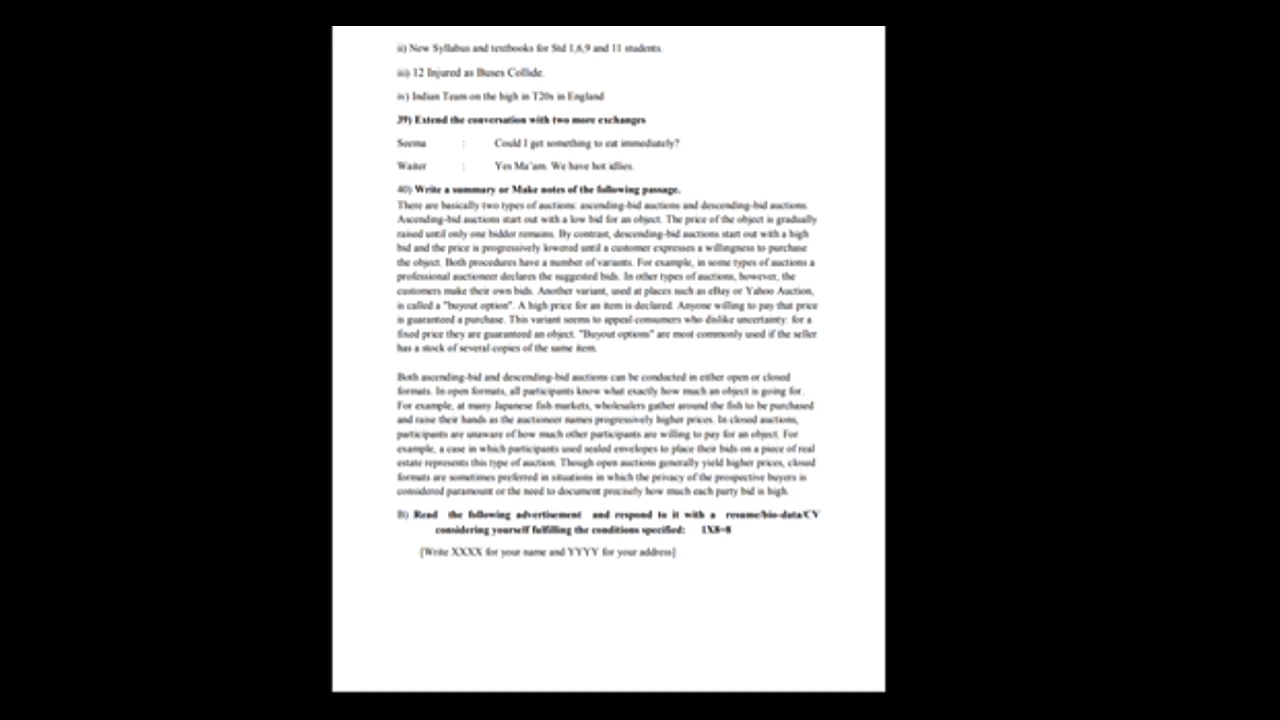 ii) New Syllabus and textbooks for Std 1,6,9 and 11 students.
iii) 12 Injured as Buses Collide.
iv) Indian Team on the high in T20s in England
39) Extend the conversation with two more exchanges
Seema : Could I get something to eat immediately?
Waiter : Yes Ma'am. We have hot idlies.
40) Write a summary or Make notes of the following passage.
There are basically two types of auctions: ascending-bid auctions and descending-bid auctions.
Ascending-bid auctions start out with a low bid for an object. The price of the object is gradually
raised until only one bidder remains. By contrast, descending-bid auctions start out with a high
bid and the price is progressively lowered until a customer expresses a willingness to purchase
the object. Both procedures have a number of variants. For example, in some types of auctions a
professional auctioneer declares the suggested bids. In other types of auctions, however, the
customers make their own bids. Another variant, used at places such as eBay or Yahoo Auction,
is called a "buyout option". A high price for an item is declared. Anyone willing to pay that price
is guaranteed a purchase. This variant seems to appeal consumers who dislike uncertainty: for a
fixed price they are guaranteed an object. "Buyout options" are most commonly used if the seller
has a stock of several copies of the same item.
Both ascending-bid and descending-bid auctions can be conducted in either open or closed
formats. In open formats, all participants know what exactly how much an object is going for.
For example, at many Japanese fish markets, wholesalers gather around the fish to be purchased
and raise their hands as the auctioneer names progressively higher prices. In closed auctions,
participants are unaware of how much other participants are willing to pay for an object. For
example, a case in which participants used sealed envelopes to place their bids on a piece of real
estate represents this type of auction. Though open auctions generally yield higher prices, closed
formats are sometimes preferred in situations in which the privacy of the prospective buyers is
considered paramount or the need to document precisely how much each party bid is high.
B) Read the following advertisement and respond to it with a resume/bio-data/CV
considering yourself fulfilling the conditions specified: 1X8=8
[Write XXXX for your name and YYYY for your address]